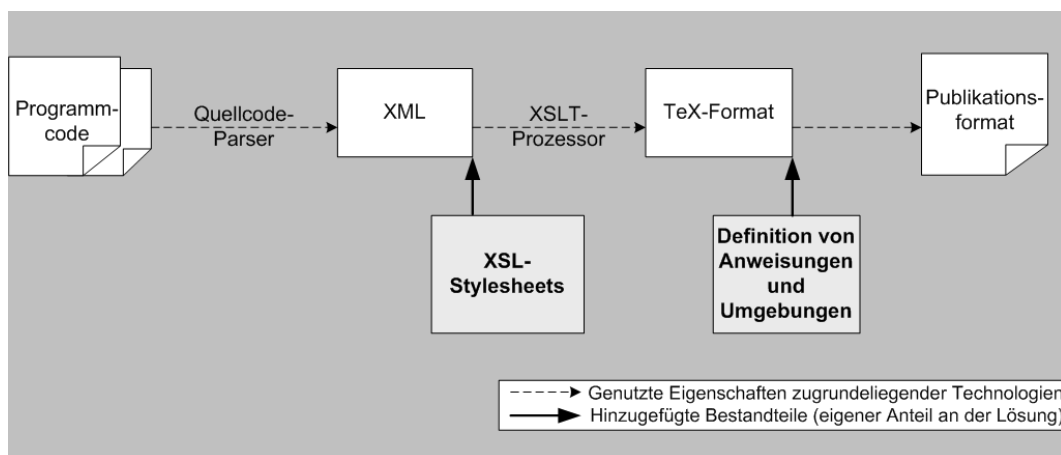 Programm-
code
Quellcode-
Parser
XML
XSLT-
Prozessor
TeX-Format
Publikations-
format
XSL-
Stylesheets
Definition von
Anweisungen
und
Umgebungen
Genutzte Eigenschaften zugrundeliegender Technologien
Hinzugefügte Bestandteile (eigener Anteil an der Lösung)